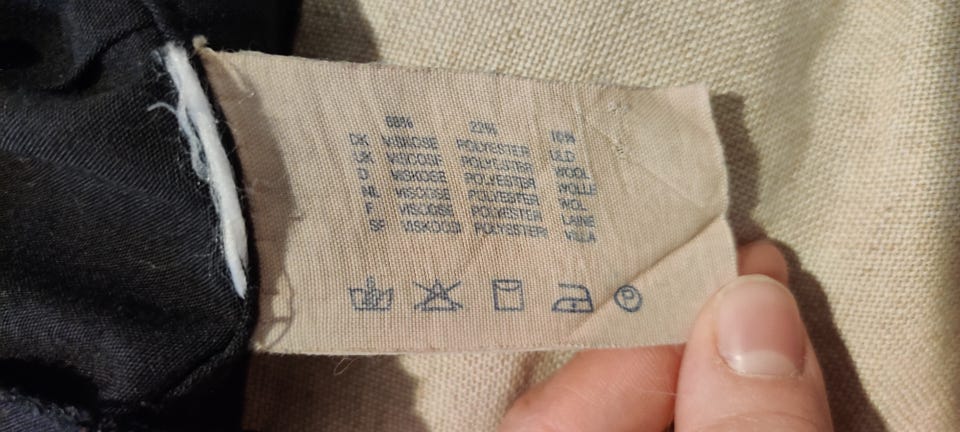 68% 22% 10%
DK VISKOSE POLYESTER ULD
UK VISCOSE POLYESTER WOOL
D VISKOSE POLYESTER WOLLE
NL VISCOSE POLYESTER WOL
F VISCOSE POLYESTER LAINE
SF VISKOOSI POLYESTERI VILLA
P